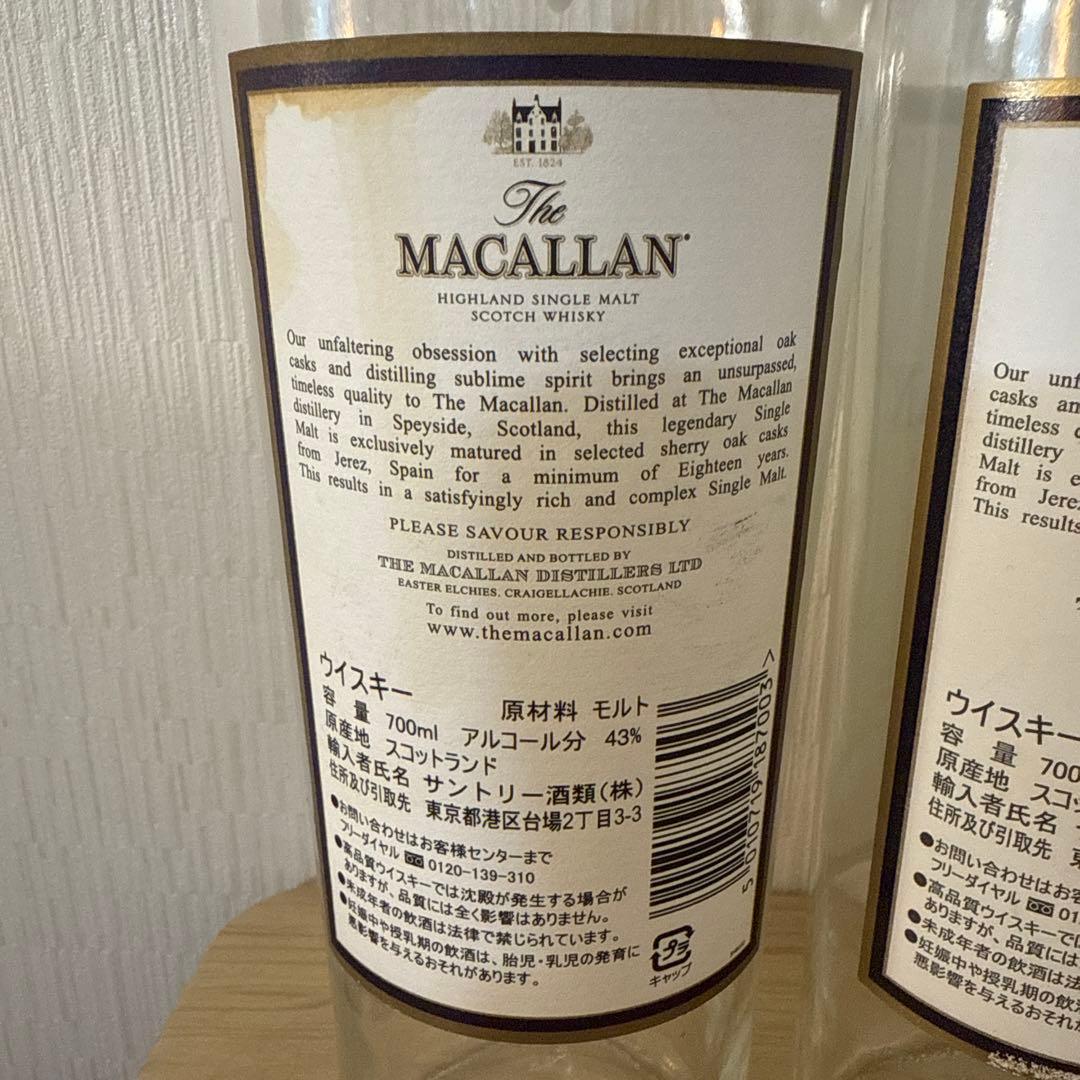 EST. 1824
The
MACALLAN
HIGHLAND SINGLE MALT
SCOTCH WHISKY
Our unfaltering obsession with selecting exceptional oak
casks and distilling sublime spirit brings an unsurpassed,
timeless quality to The Macallan. Distilled at The Macallan
distillery in Speyside, Scotland, this legendary Single
Malt is exclusively matured in selected sherry oak casks
from Jerez, Spain for a minimum of Eighteen years.
This results in a satisfyingly rich and complex Single Malt.
PLEASE SAVOUR RESPONSIBLY
DISTILLED AND BOTTLED BY
THE MACALLAN DISTILLERS LTD
EASTER ELCHIES, CRAIGELLACHIE, SCOTLAND
To find out more, please visit
www.themacallan.com
ウイスキー
原材料 モルト
容量 700ml アルコール分 43%
原産地 スコットランド
輸入者氏名 サントリー酒類(株)
住所及び引取先 東京都港区台場2丁目3-3
●お問い合わせはお客様センターまで
フリーダイヤル 0120-139-310
●高品質ウイスキーでは沈殿が発生する場合が
ありますが、品質には全く影響はありません。
●未成年者の飲酒は法律で禁じられています。
●妊娠中や授乳期の飲酒は、胎児・乳児の発育に
悪影響を与えるおそれがあります。
5 010719 187003 >
プラ
キャップ
Our
casks
timeless
distillery
Malt is
from
This results
ウイスキー
容量 700
原産地
輸入者氏名
住所及び引取先
●お問い合わせはお客
フリーダイヤル 01
●高品質ウイスキーでは
ありますが、品質には
●未成年者の飲酒は法
●妊娠中や授乳期の飲
悪影響を与えるおそれ